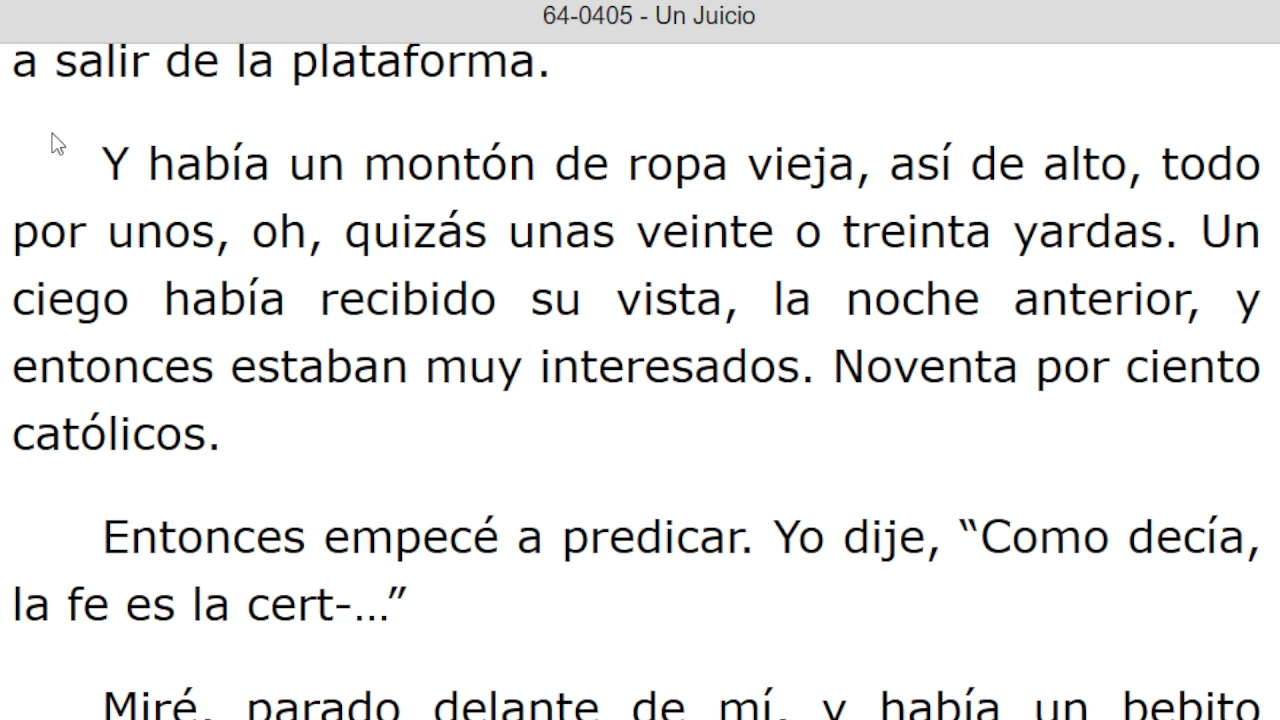 64-0405 - Un Juicio
a salir de la plataforma.
Y había un montón de ropa vieja, así de alto, todo
por unos, oh, quizás unas veinte o treinta yardas. Un
ciego había recibido su vista, la noche anterior, y
entonces estaban muy interesados. Noventa por ciento
católicos.
Entonces empecé a predicar. Yo dije, “Como decía,
la fe es la cert-...”
Miré, parado delante de mí, y había un bebito